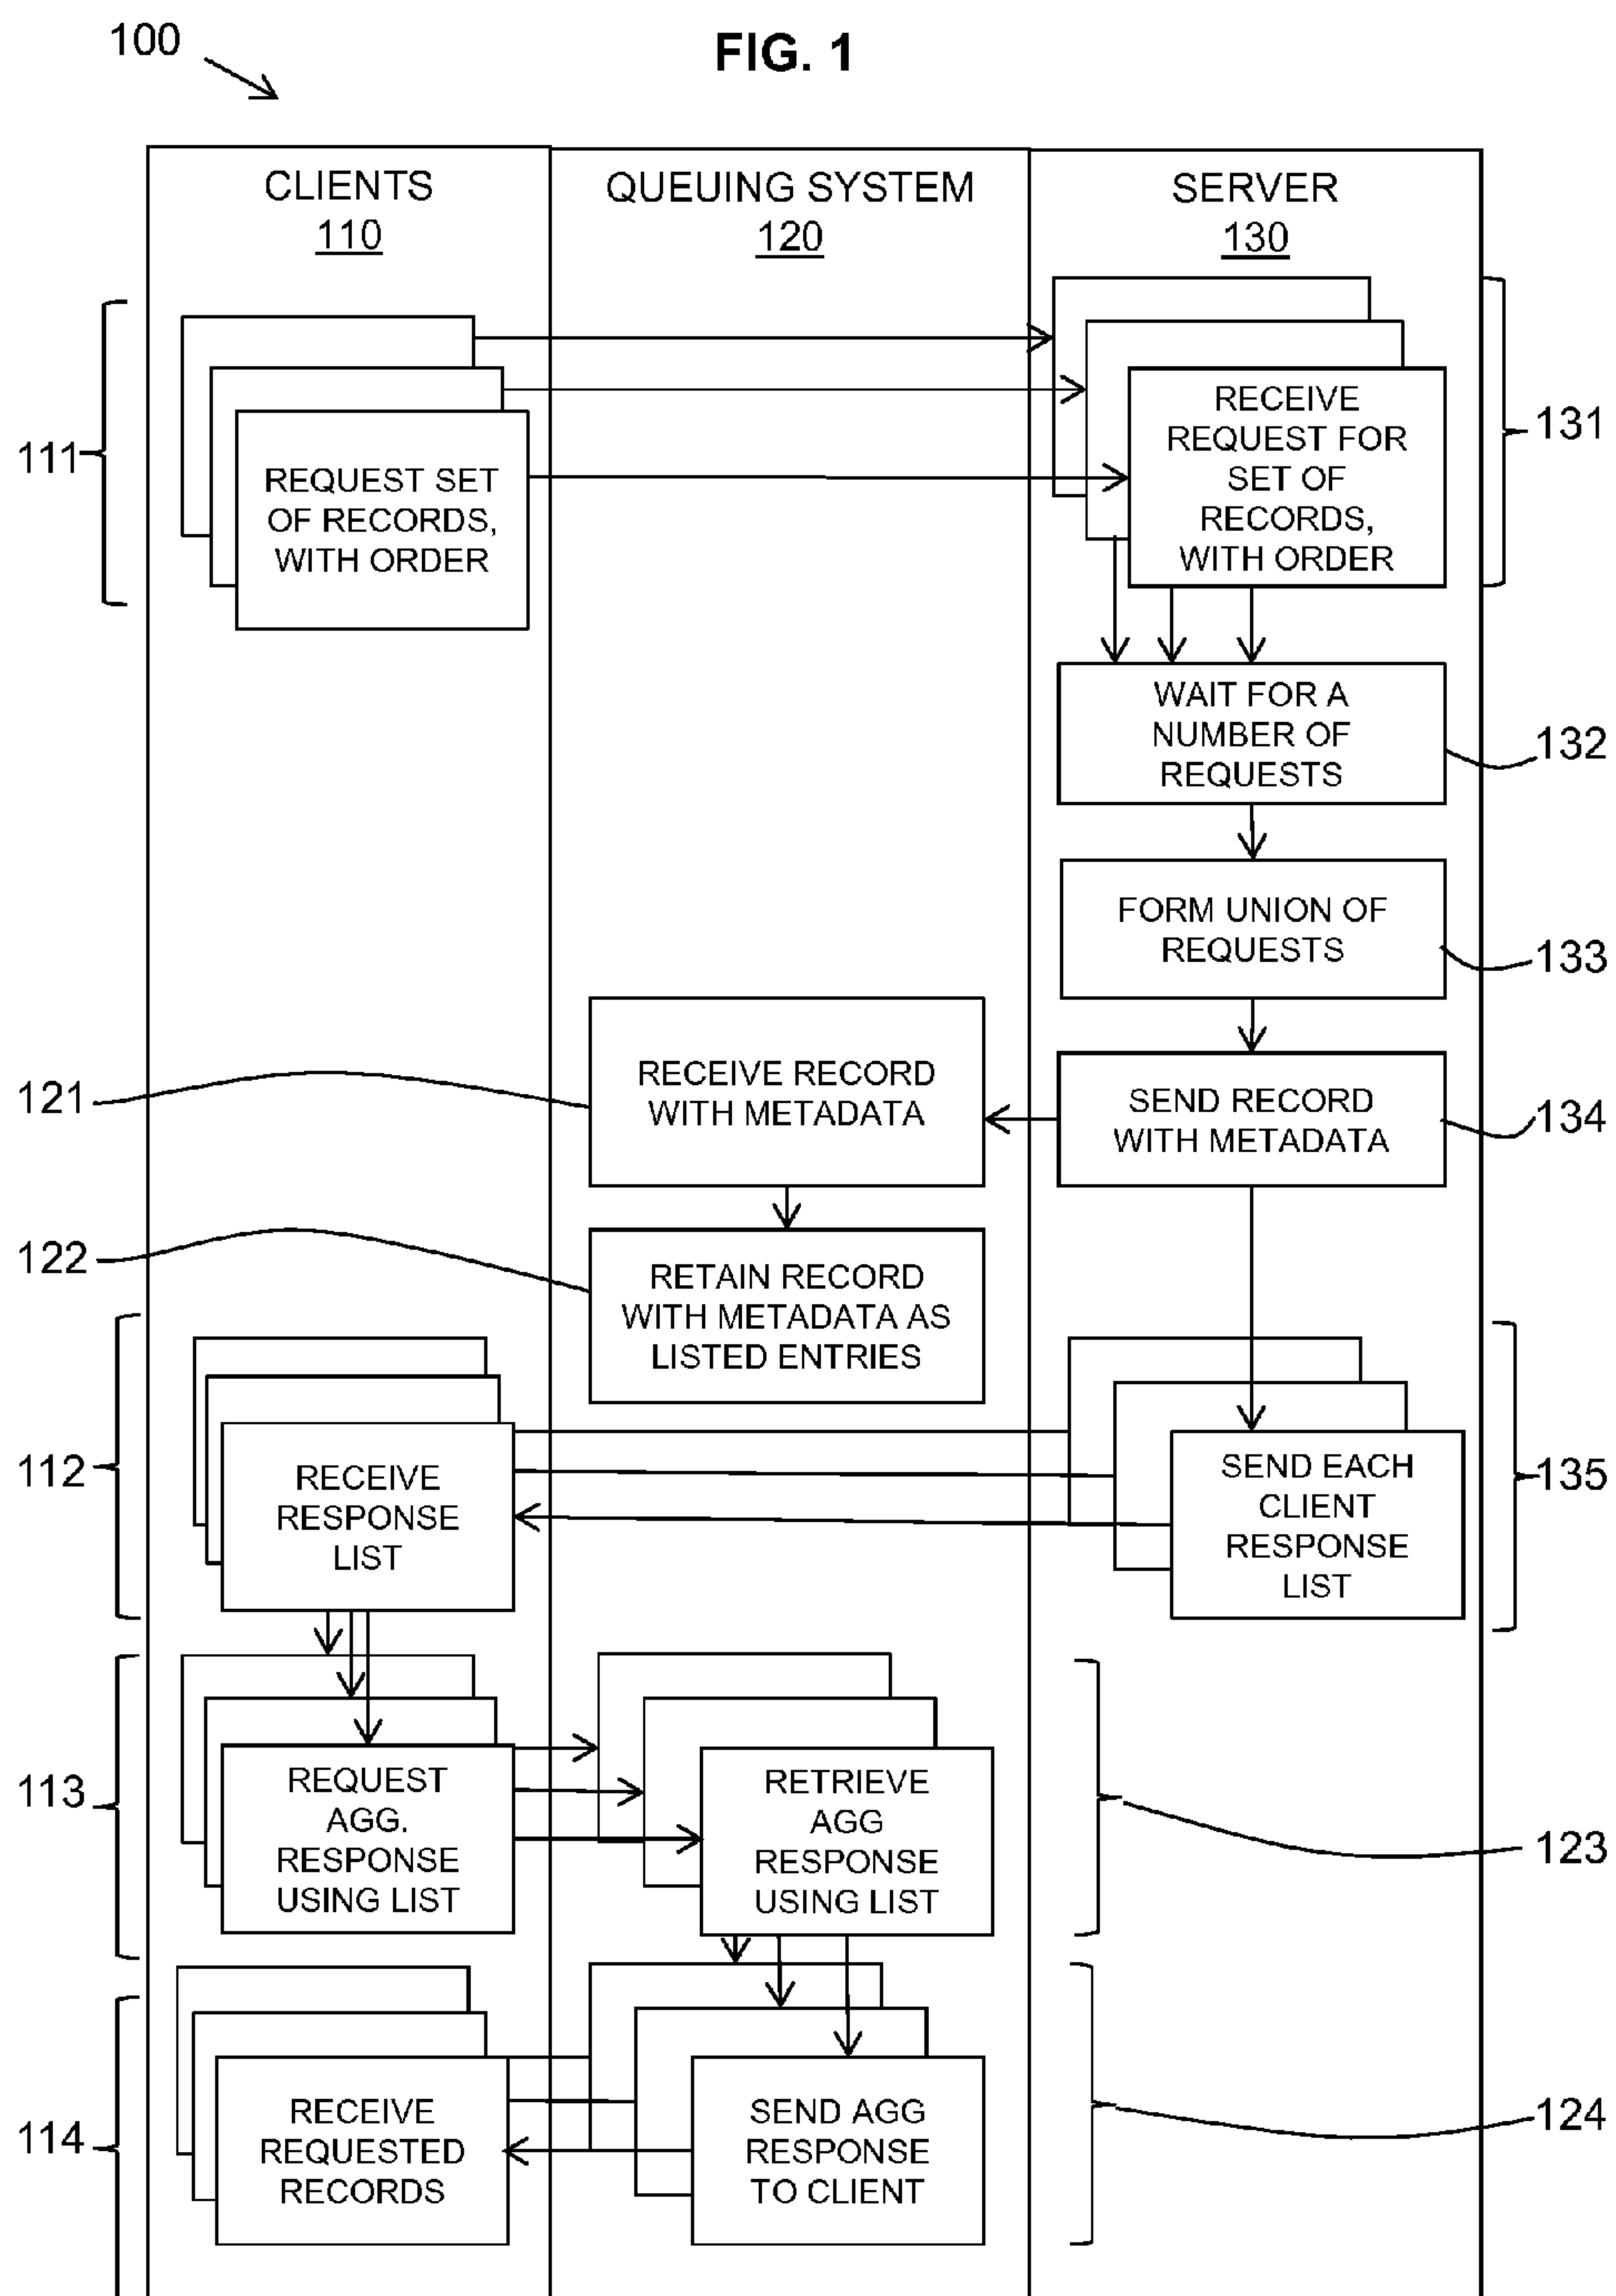 100
FIG. 1
CLIENTS
110
QUEUING SYSTEM
120
SERVER
130
111
REQUEST SET
OF RECORDS,
WITH ORDER
RECEIVE
REQUEST FOR
SET OF
RECORDS,
WITH ORDER
131
WAIT FOR A
NUMBER OF
REQUESTS
132
FORM UNION OF
REQUESTS
133
121
RECEIVE RECORD
WITH METADATA
SEND RECORD
WITH METADATA
134
122
RETAIN RECORD
WITH METADATA AS
LISTED ENTRIES
112
RECEIVE
RESPONSE
LIST
SEND EACH
CLIENT
RESPONSE
LIST
135
113
REQUEST
AGG.
RESPONSE
USING LIST
RETRIEVE
AGG
RESPONSE
USING LIST
123
114
RECEIVE
REQUESTED
RECORDS
SEND AGG
RESPONSE
TO CLIENT
124